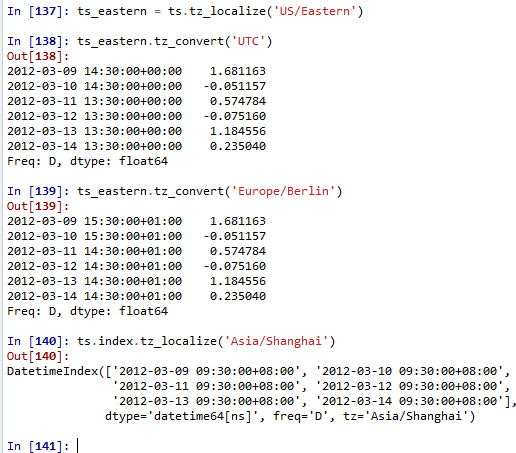 In [137]: ts_eastern = ts.tz_localize('US/Eastern')
In [138]: ts_eastern.tz_convert('UTC')
Out[138]:
2012-03-09 14:30:00+00:00    1.681163
2012-03-10 14:30:00+00:00   -0.051157
2012-03-11 13:30:00+00:00    0.574784
2012-03-12 13:30:00+00:00   -0.075160
2012-03-13 13:30:00+00:00    1.184556
2012-03-14 13:30:00+00:00    0.235040
Freq: D, dtype: float64
In [139]: ts_eastern.tz_convert('Europe/Berlin')
Out[139]:
2012-03-09 15:30:00+01:00    1.681163
2012-03-10 15:30:00+01:00   -0.051157
2012-03-11 14:30:00+01:00    0.574784
2012-03-12 14:30:00+01:00   -0.075160
2012-03-13 14:30:00+01:00    1.184556
2012-03-14 14:30:00+01:00    0.235040
Freq: D, dtype: float64
In [140]: ts.index.tz_localize('Asia/Shanghai')
Out[140]:
DatetimeIndex(['2012-03-09 09:30:00+08:00', '2012-03-10 09:30:00+08:00',
               '2012-03-11 09:30:00+08:00', '2012-03-12 09:30:00+08:00',
               '2012-03-13 09:30:00+08:00', '2012-03-14 09:30:00+08:00'],
              dtype='datetime64[ns]', freq='D', tz='Asia/Shanghai')
In [141]: